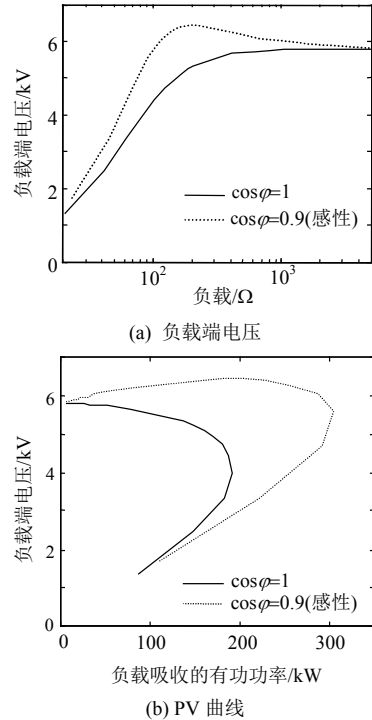 负载端电压/kV
6
4
2
0
cosφ=1
cosφ=0.9(感性)
10² 10³
负载/Ω
(a) 负载端电压
负载端电压/kV
6
4
2
0
cosφ=1
cosφ=0.9(感性)
0 100 200 300
负载吸收的有功功率/kW
(b) PV 曲线